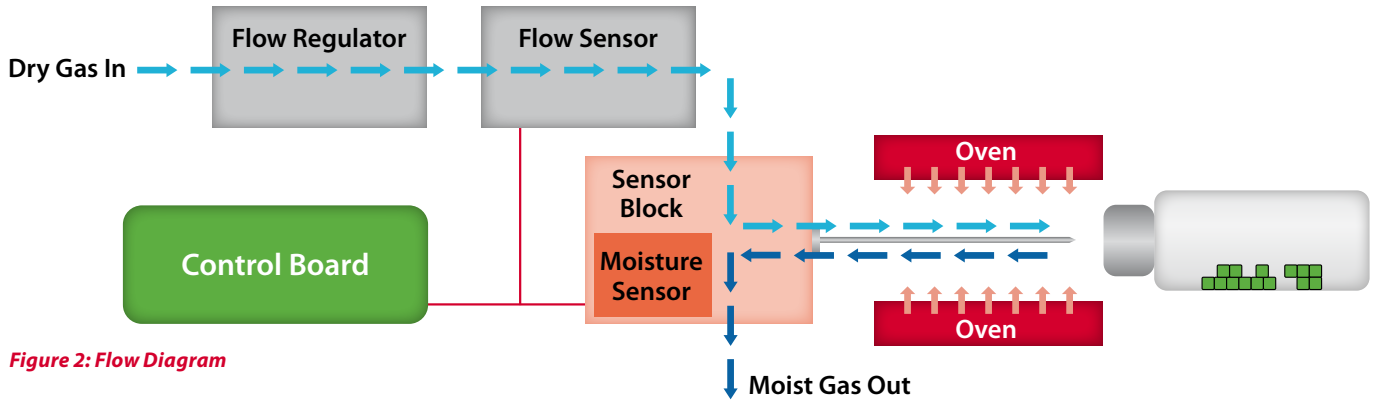 Flow Regulator
Flow Sensor
Dry Gas In
Oven
Sensor
Block
Control Board
Moisture
Sensor
Oven
Figure 2: Flow Diagram
Moist Gas Out